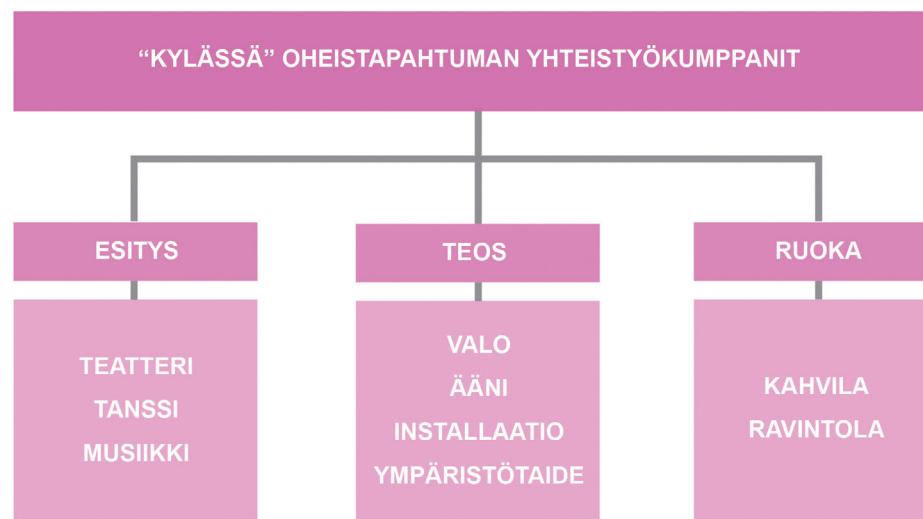 “KYLÄSSÄ” OHEISTAPAHTUMAN YHTEISTYÖKUMPPANIT
ESITYS
TEATTERI
TANSSI
MUSIIKKI
TEOS
VALO
ÄÄNI
INSTALLAATIO
YMPÄRISTÖTAIDE
RUOKA
KAHVILA
RAVINTOLA